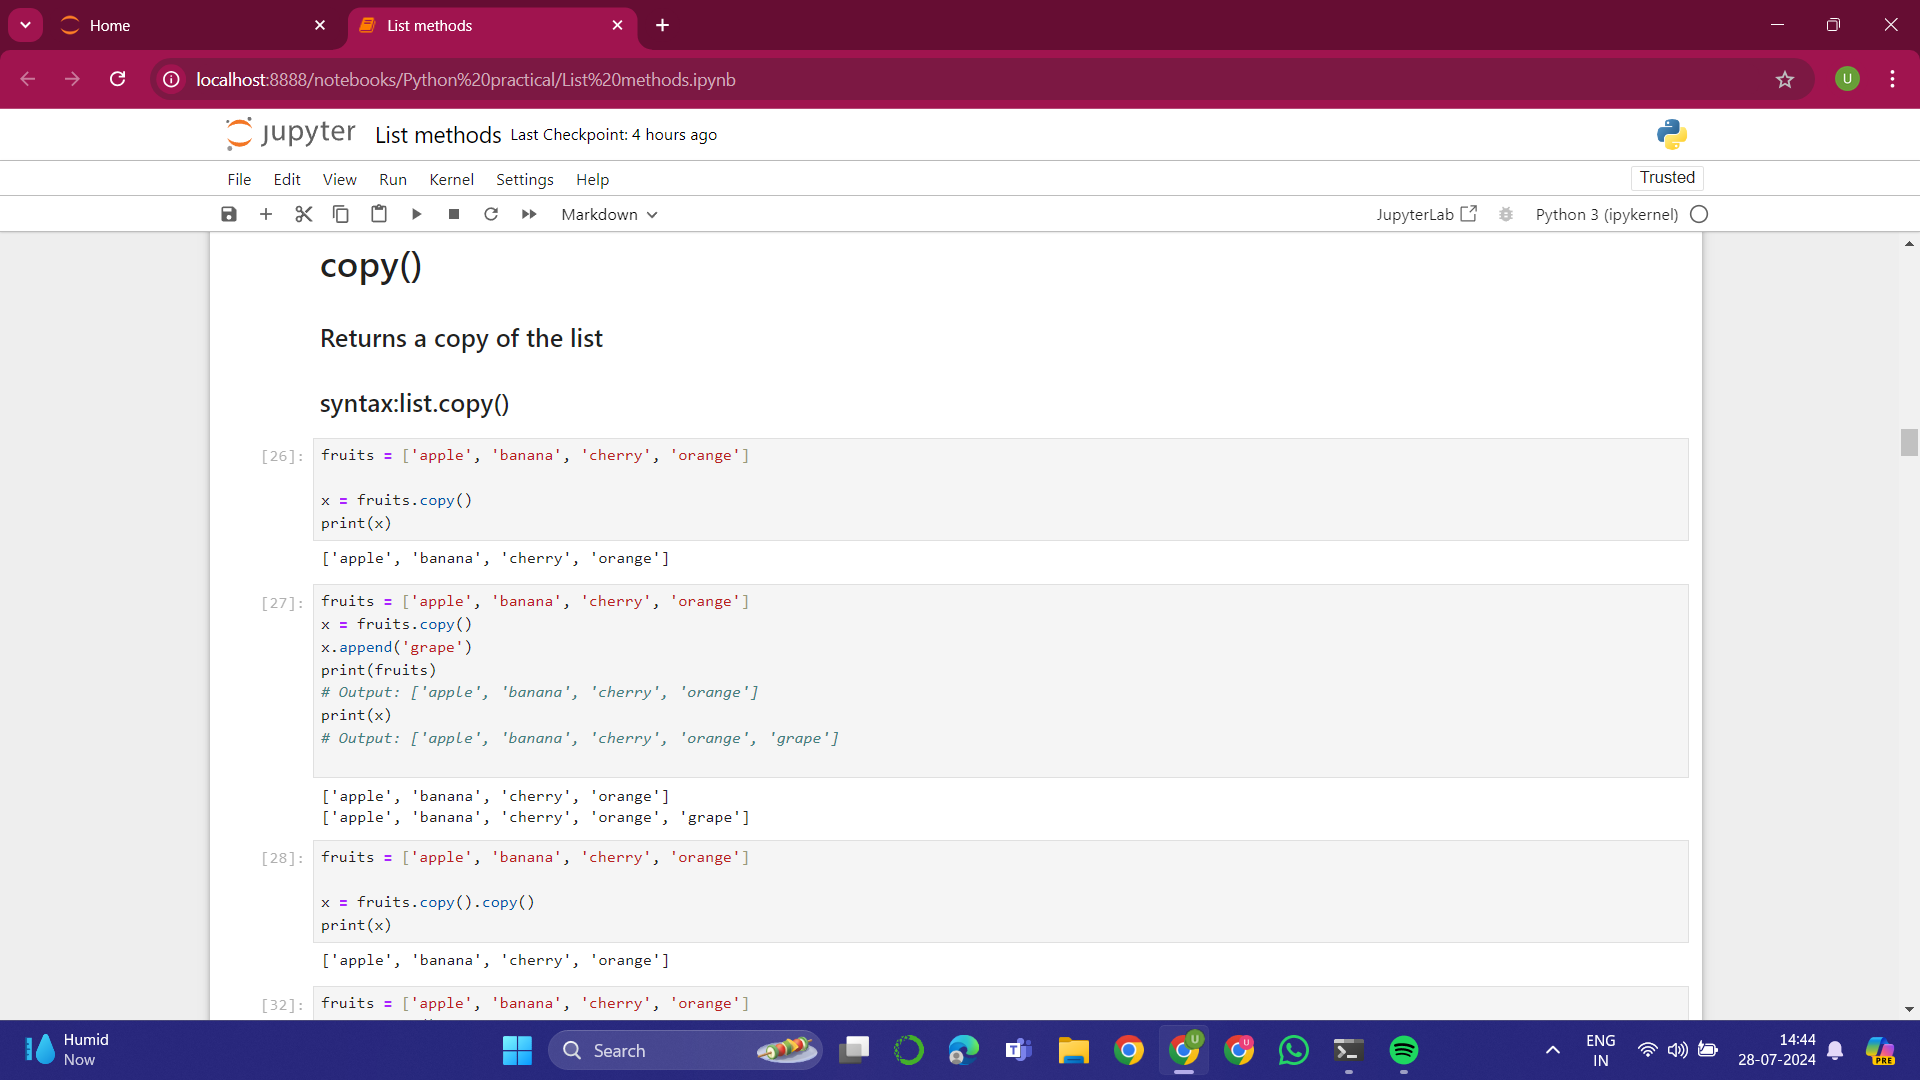 Home
List methods
localhost:8888/notebooks/Python%20practical/List%20methods.ipynb
U
jupyter List methods Last Checkpoint: 4 hours ago
File Edit View Run Kernel Settings Help
Trusted
Markdown
JupyterLab
Python 3 (ipykernel)
copy()
Returns a copy of the list
syntax:list.copy()
[26]:
fruits = ['apple', 'banana', 'cherry', 'orange']
x = fruits.copy()
print(x)
['apple', 'banana', 'cherry', 'orange']
[27]:
fruits = ['apple', 'banana', 'cherry', 'orange']
x = fruits.copy()
x.append('grape')
print(fruits)
# Output: ['apple', 'banana', 'cherry', 'orange']
print(x)
# Output: ['apple', 'banana', 'cherry', 'orange', 'grape']
['apple', 'banana', 'cherry', 'orange']
['apple', 'banana', 'cherry', 'orange', 'grape']
[28]:
fruits = ['apple', 'banana', 'cherry', 'orange']
x = fruits.copy().copy()
print(x)
['apple', 'banana', 'cherry', 'orange']
[32]:
fruits = ['apple', 'banana', 'cherry', 'orange']
Humid
Now
Search
U
U
ENG
IN
14:44
28-07-2024
PRE